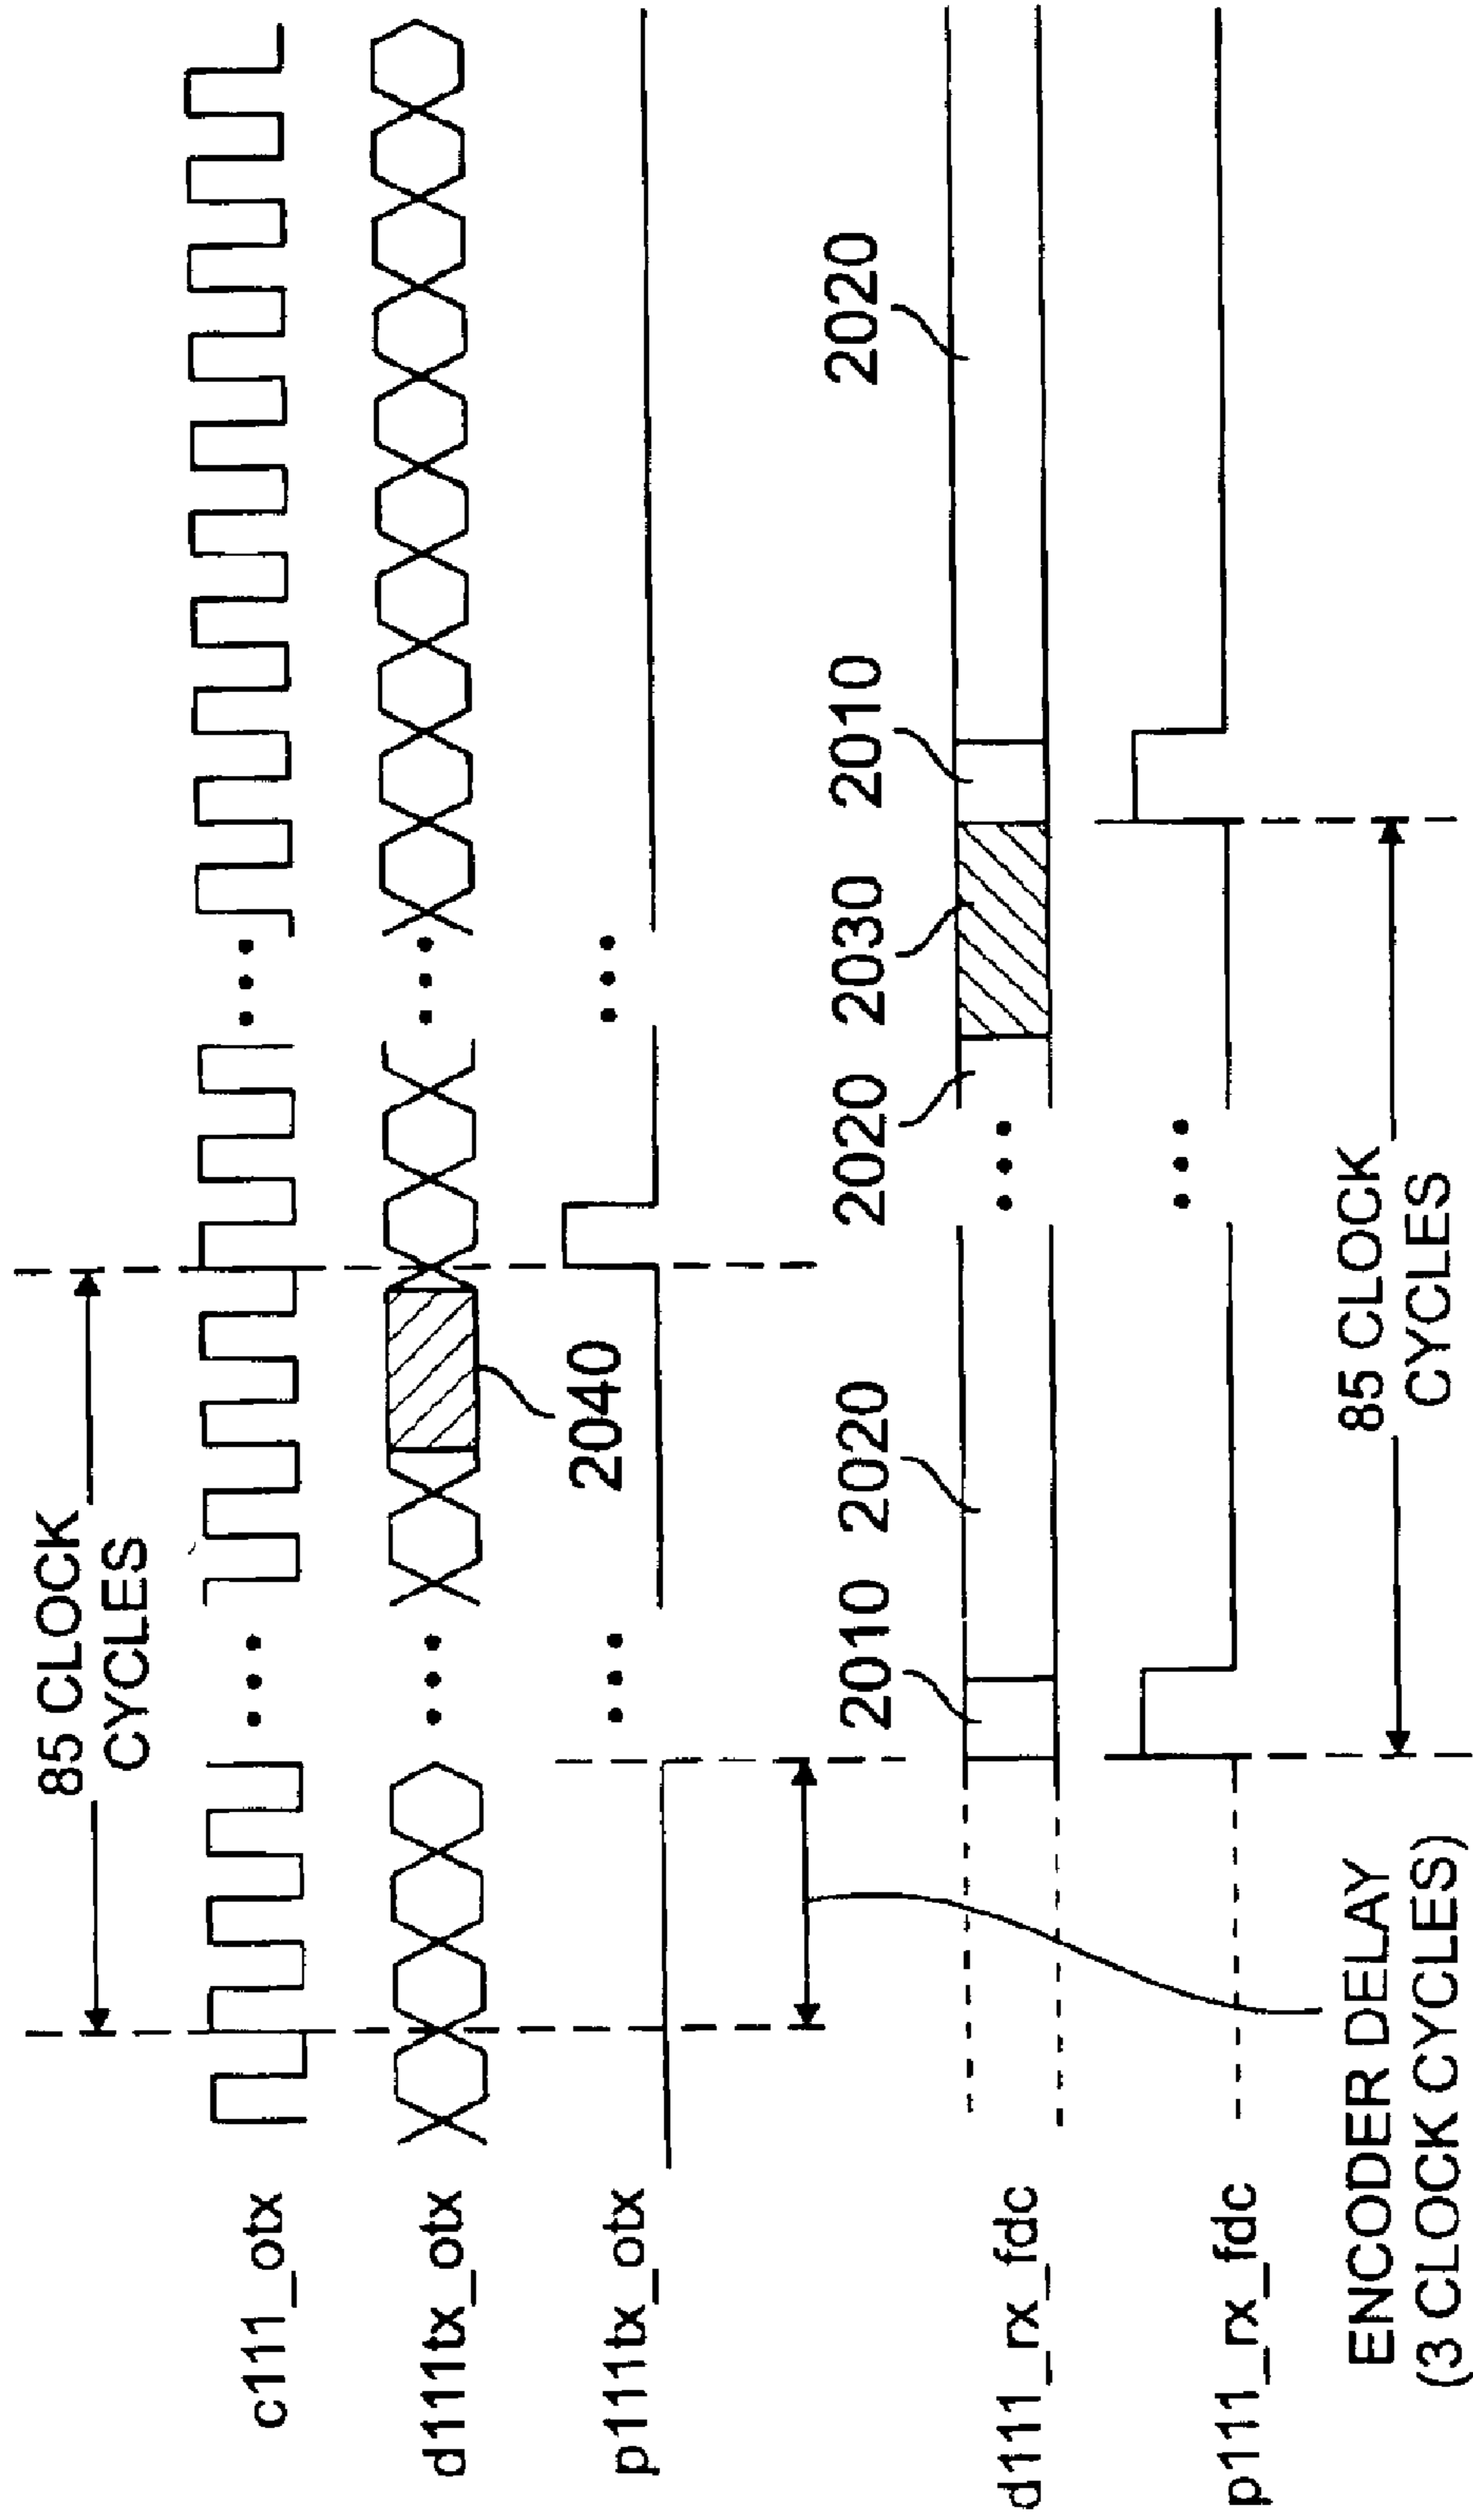 85 CLOCK
CYCLES
c111_otx
d111tx_otx
p111tx_otx
2040
2010
2020
2020
2030
2010
2020
d111_rx_fdc
p111_rx_fdc
85 CLOCK
CYCLES
ENCODER DELAY
(3 CLOCK CYCLES)